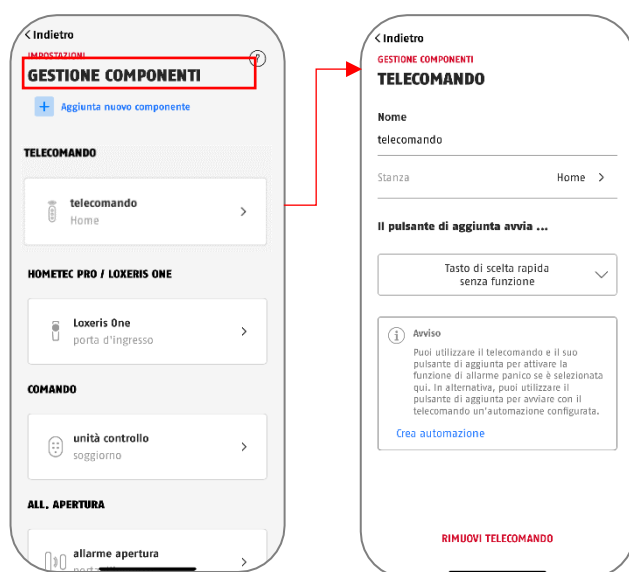 Indietro
IMPOSTAZIONI
GESTIONE COMPONENTI
Aggiunta nuovo componente
TELECOMANDO
telecomando
Home
HOMETEC PRO / LOXERIS ONE
Loxeris One
porta d'ingresso
COMANDO
unità controllo
soggiorno
ALL. APERTURA
allarme apertura
Indietro
GESTIONE COMPONENTI
TELECOMANDO
Nome
telecomando
Stanza Home
Il pulsante di aggiunta avvia ...
Tasto di scelta rapida
senza funzione
Avviso
Puoi utilizzare il telecomando e il suo
pulsante di aggiunta per attivare la
funzione di allarme panico se è selezionata
qui. In alternativa, puoi utilizzare il
pulsante di aggiunta per avviare con il
telecomando un'automazione configurata.
Crea automazione
RIMUOVI TELECOMANDO